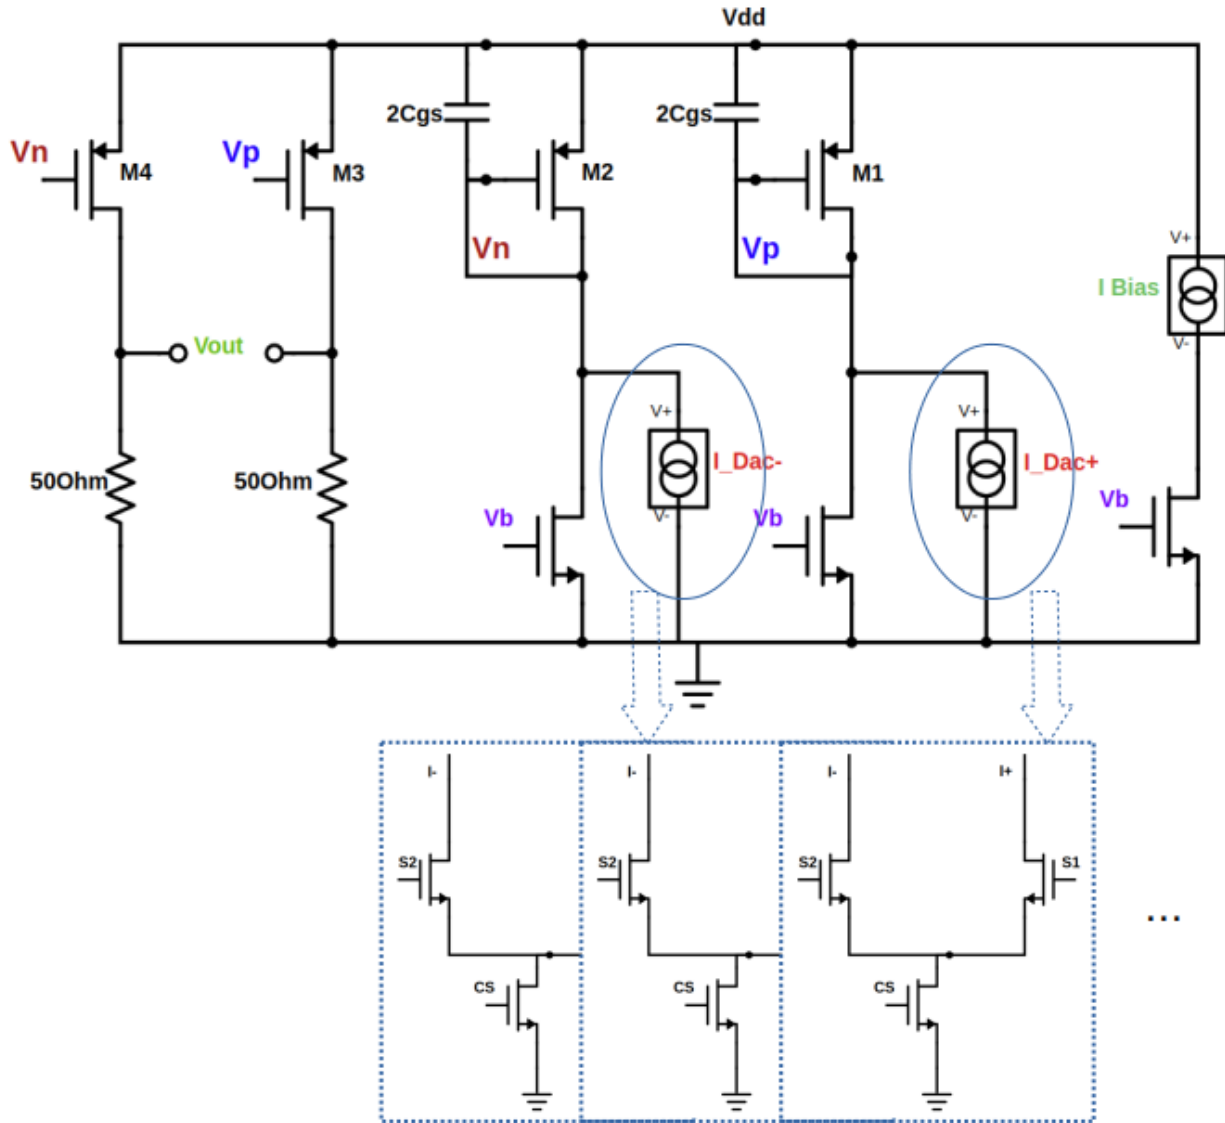 Vdd
2Cgs
2Cgs
Vn
M4
Vp
M3
M2
M1
Vn
Vp
V+
I Bias
V-
Vout
V+
I_Dac-
V-
V+
I_Dac+
V-
50Ohm
50Ohm
Vb
Vb
Vb
I-
I-
I-
I+
S2
S2
S2
S1
CS
CS
CS
...